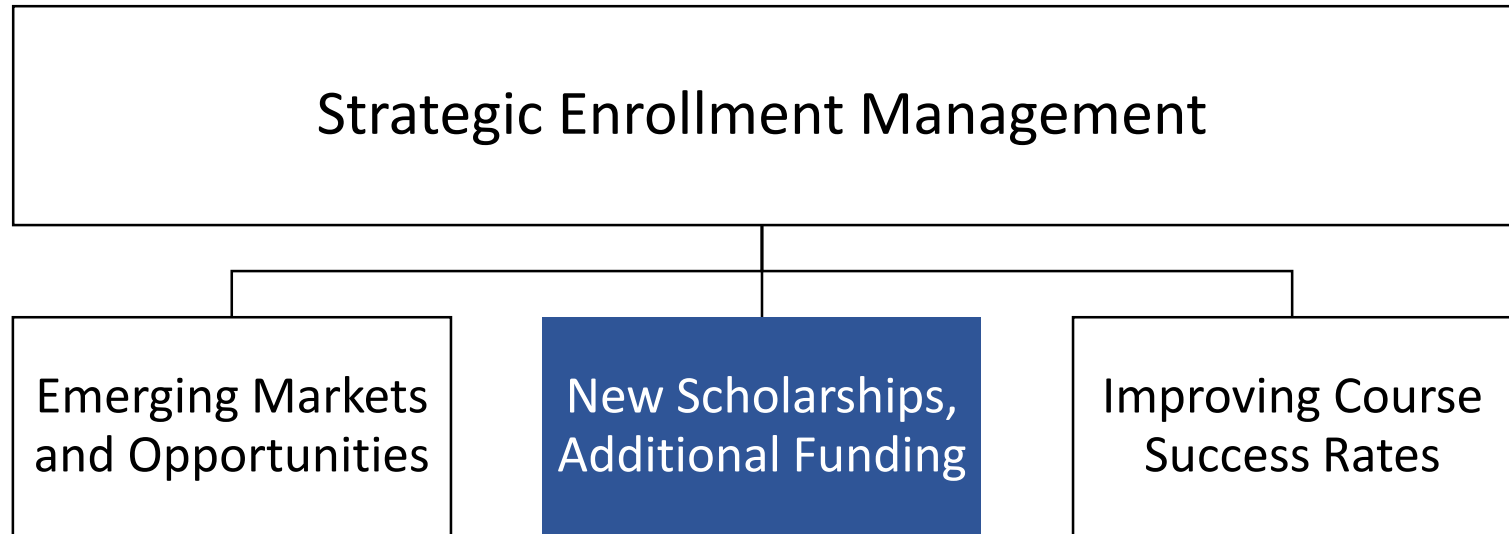 Strategic Enrollment Management
Emerging Markets
and Opportunities
New Scholarships,
Additional Funding
Improving Course
Success Rates